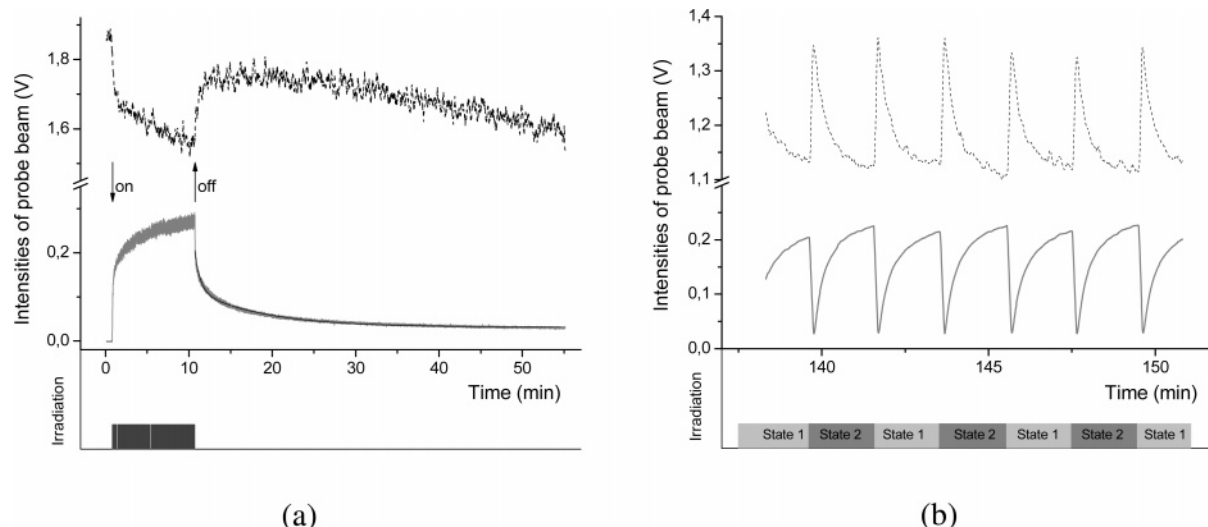 Intensities of probe beam (V)
1,8
1,6
0,2
0,0
on
off
0 10 20 30 40 50
Time (min)
Irradiation
(a)
Intensities of probe beam (V)
1,4
1,3
1,2
1,1
0,2
0,1
0,0
140 145 150
Time (min)
Irradiation
State 1 State 2 State 1 State 2 State 1 State 2 State 1
(b)